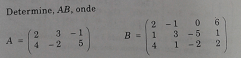 Determine, AB, onde
A = ( 2 3 -1
4 -2 5 )
B = ( 2 -1 0 6
1 3 -5 1
4 1 -2 2 )